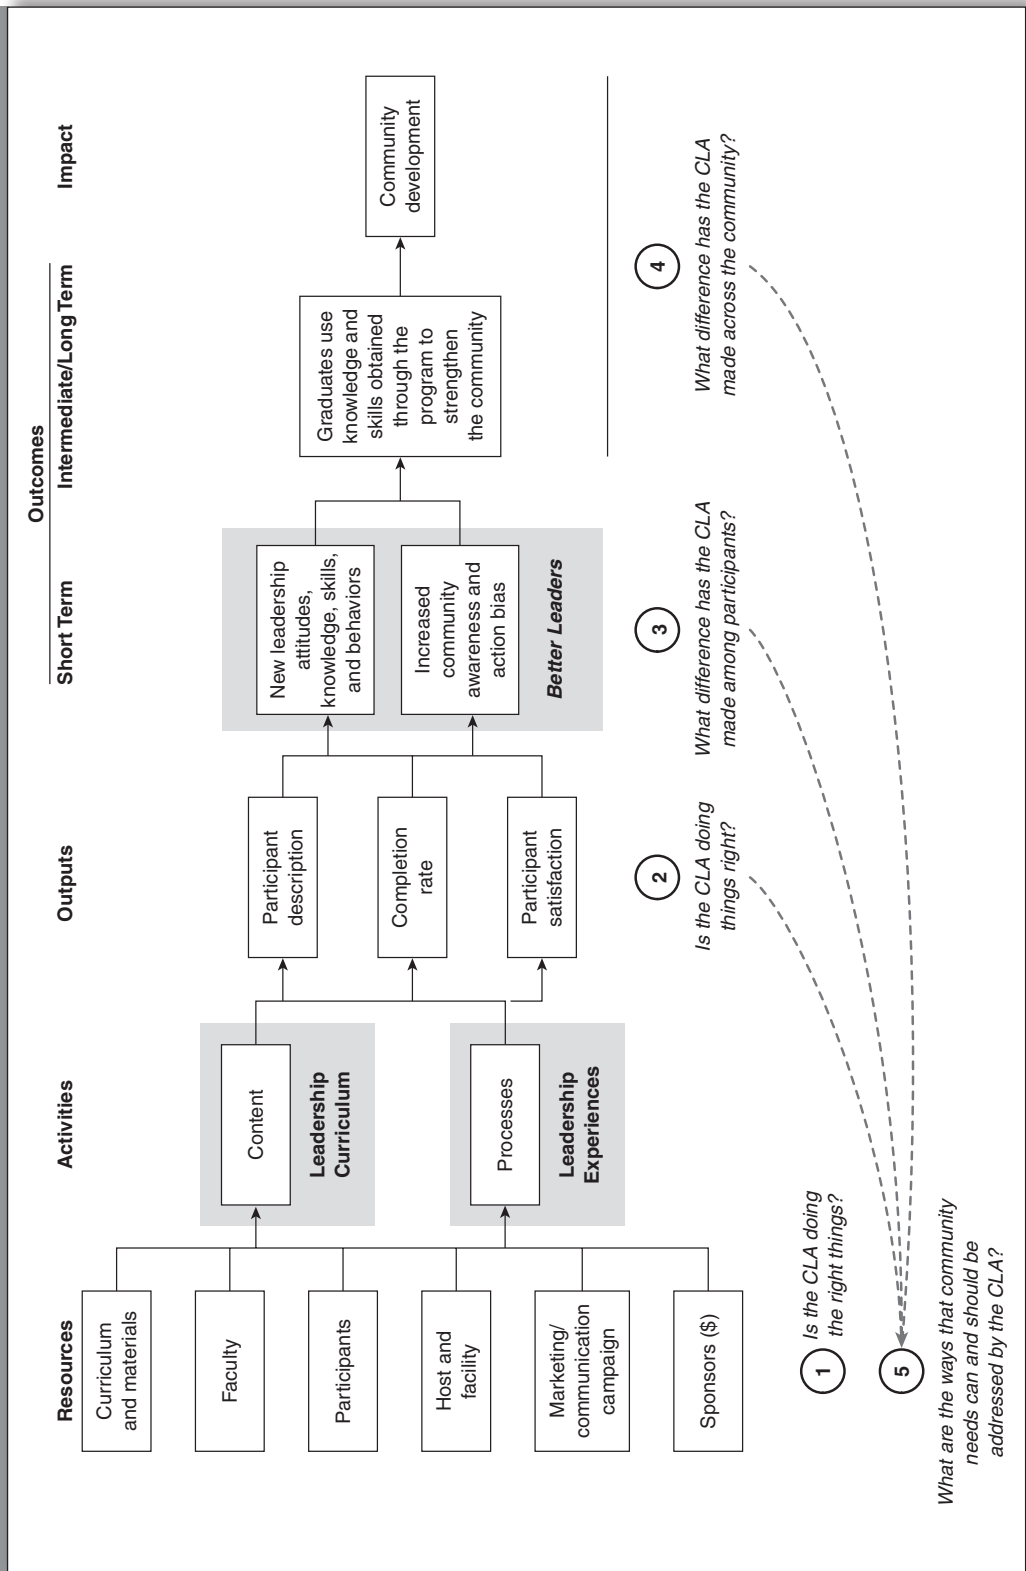 Outcomes
Resources
Activities
Outputs
Short Term
Intermediate/Long Term
Impact
Curriculum
and materials
Faculty
Participants
Host and
facility
Marketing/
communication
campaign
Sponsors ($)
Content
Leadership
Curriculum
Processes
Leadership
Experiences
Participant
description
Completion
rate
Participant
satisfaction
New leadership
attitudes,
knowledge, skills,
and behaviors
Increased
community
awareness and
action bias
Better Leaders
Graduates use
knowledge and
skills obtained
through the
program to
strengthen
the community
Community
development
1
Is the CLA doing
the right things?
2
Is the CLA doing
things right?
3
What difference has the CLA
made among participants?
4
What difference has the CLA
made across the community?
5
What are the ways that community
needs can and should be
addressed by the CLA?